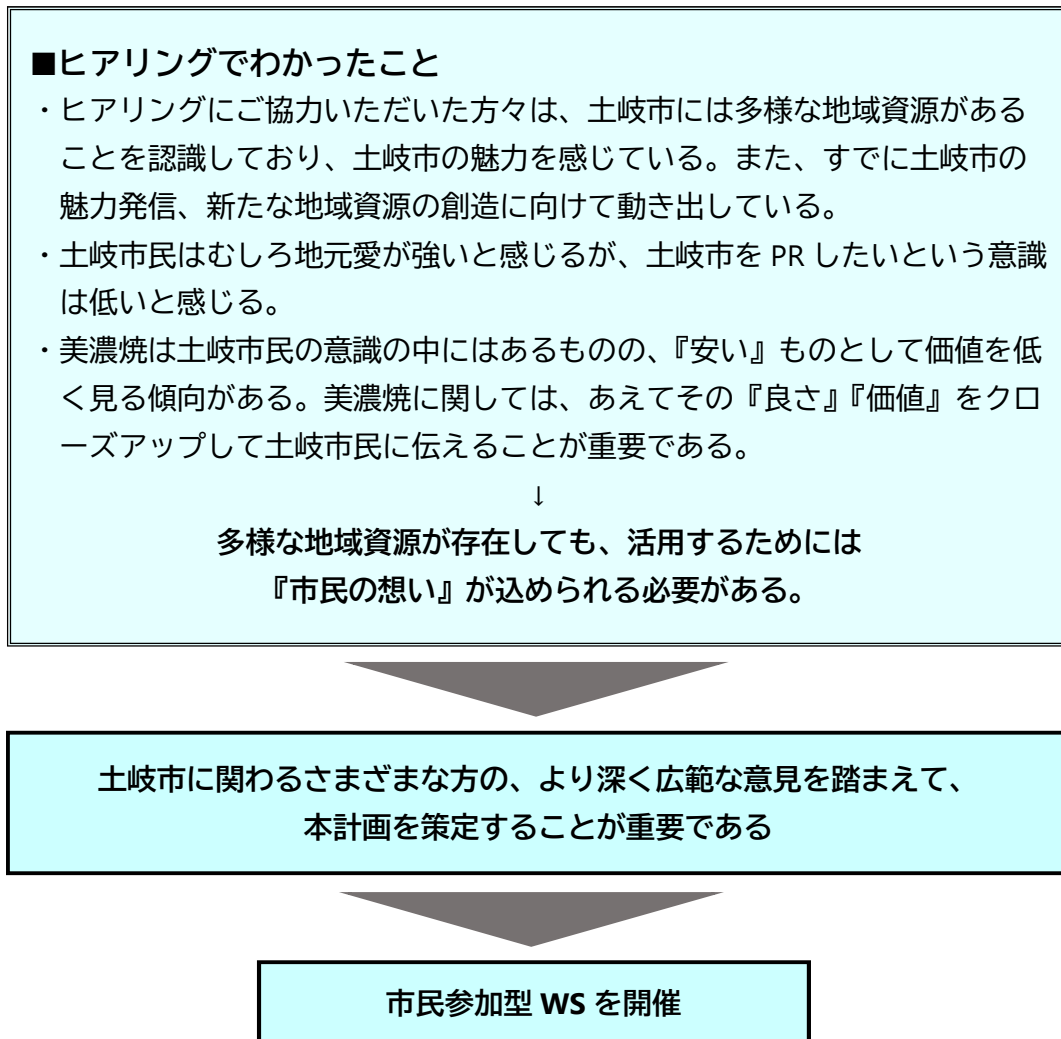 ■ヒアリングでわかったこと
・ヒアリングにご協力いただいた方々は、土岐市には多様な地域資源がある
ことを認識しており、土岐市の魅力を感じている。また、すでに土岐市の
魅力発信、新たな地域資源の創造に向けて動き出している。
・土岐市民はむしろ地元愛が強いと感じるが、土岐市を PR したいという意識
は低いと感じる。
・美濃焼は土岐市民の意識の中にはあるものの、『安い』ものとして価値を低
く見る傾向がある。美濃焼に関しては、あえてその『良さ』『価値』をクロ
ーズアップして土岐市民に伝えることが重要である。
↓
多様な地域資源が存在しても、活用するためには
『市民の想い』が込められる必要がある。
土岐市に関わるさまざまな方の、より深く広範な意見を踏まえて、
本計画を策定することが重要である
市民参加型 WS を開催